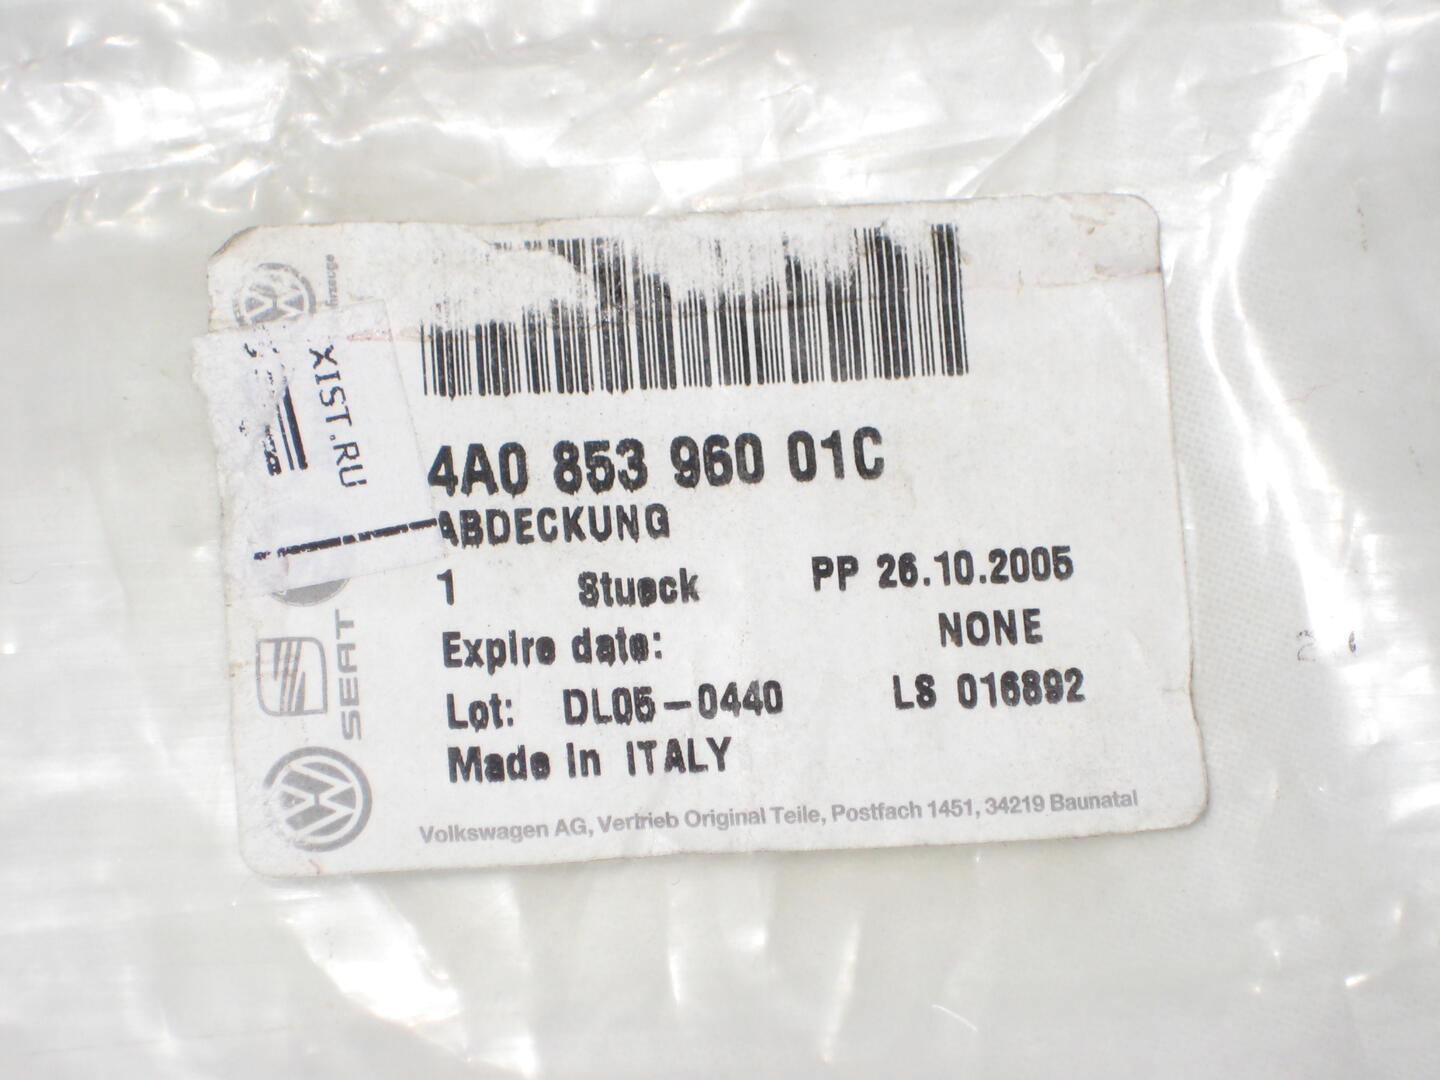 4A0 853 960 01C
ABDECKUNG
1 Stueck PP 26.10.2005
Expire date: NONE
Lot: DL05-0440 LS 016892
Made in ITALY
Volkswagen AG, Vertrieb Original Teile, Postfach 1451, 34219 Baunatal
XIST.RU
SEAT